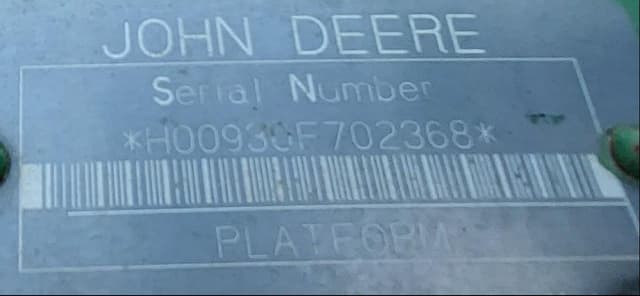 JOHN DEERE
Serial Number
*H00930F702368*
PLATFORM